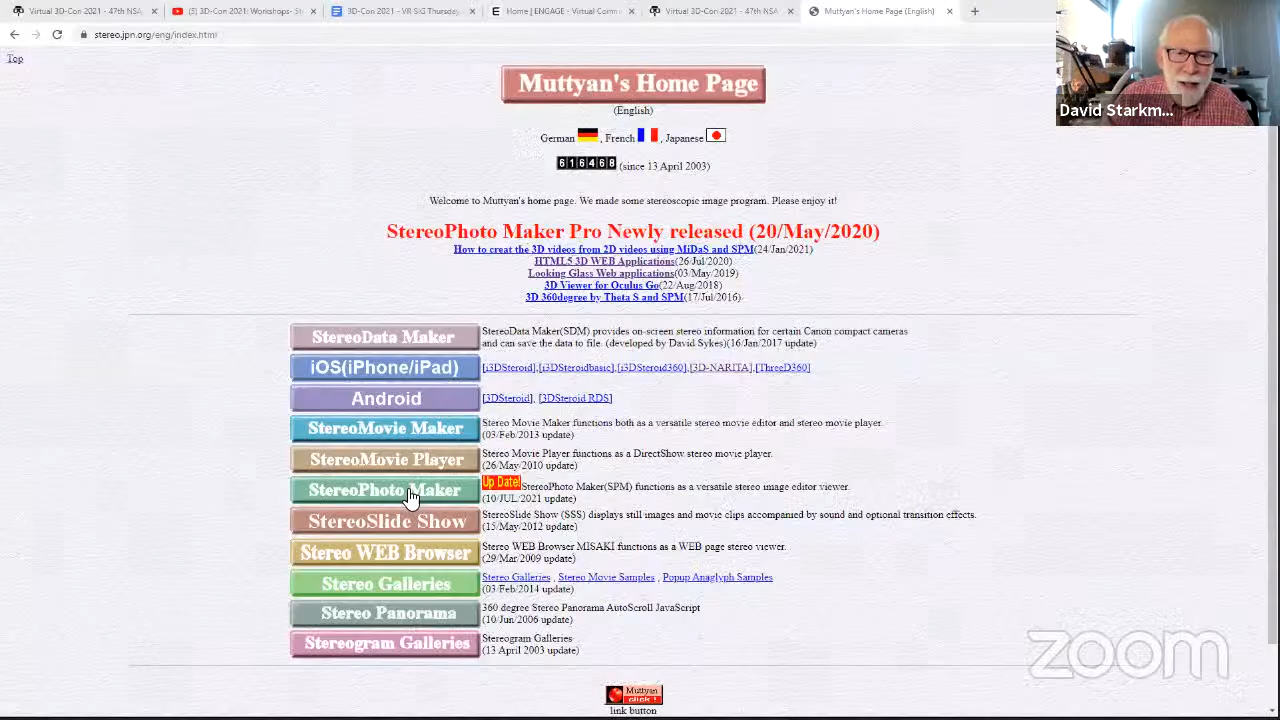 Virtual 3D-Con 2021 - 47th NSA
(5) 3D-Con 2021: Workshops- St
3D-Con 2021 - VR SIG Thursday
Home | ENGAGE - Virtual Comm
Virtual 3D-Con 2021 - 47th NSA
Muttyan's Home Page (English)
stereo.jpn.org/eng/index.html
Top
Muttyan's Home Page
(English)
German , French , Japanese
616468 (since 13 April 2003)
Welcome to Muttyan's home page. We made some stereoscopic image program. Please enjoy it!
StereoPhoto Maker Pro Newly released (20/May/2020)
How to creat the 3D videos from 2D videos using MiDaS and SPM(24/Jan/2021)
HTML5 3D WEB Applications(26/Jul/2020)
Looking Glass Web applications(03/May/2019)
3D Viewer for Oculus Go(22/Aug/2018)
3D 360degree by Theta S and SPM(17/Jul/2016)
StereoData Maker
StereoData Maker(SDM) provides on-screen stereo information for certain Canon compact cameras
and can save the data to file. (developed by David Sykes)(16/Jan/2017 update)
iOS(iPhone/iPad)
[i3DSteroid],[i3DSteroidbasic],[i3DSteroid360],[3D-NARITA],[ThreeD360]
Android
[3DSteroid], [3DSteroid RDS]
StereoMovie Maker
Stereo Movie Maker functions both as a versatile stereo movie editor and stereo movie player.
(03/Feb/2013 update)
StereoMovie Player
Stereo Movie Player functions as a DirectShow stereo movie player.
(26/May/2010 update)
StereoPhoto Maker
Up Date! StereoPhoto Maker(SPM) functions as a versatile stereo image editor viewer.
(10/JUL/2021 update)
StereoSlide Show
StereoSlide Show (SSS) displays still images and movie clips accompanied by sound and optional transition effects.
(15/May/2012 update)
Stereo WEB Browser
Stereo WEB Browser MISAKI functions as a WEB page stereo viewer.
(29/Mar/2009 update)
Stereo Galleries
Stereo Galleries , Stereo Movie Samples , Popup Anaglyph Samples
(03/Feb/2014 update)
Stereo Panorama
360 degree Stereo Panorama AutoScroll JavaScript
(10/Jun/2006 update)
Stereogram Galleries
Stereogram Galleries
(13 April 2003 update)
Muttyan
click !
link button
David Starkm...
zoom